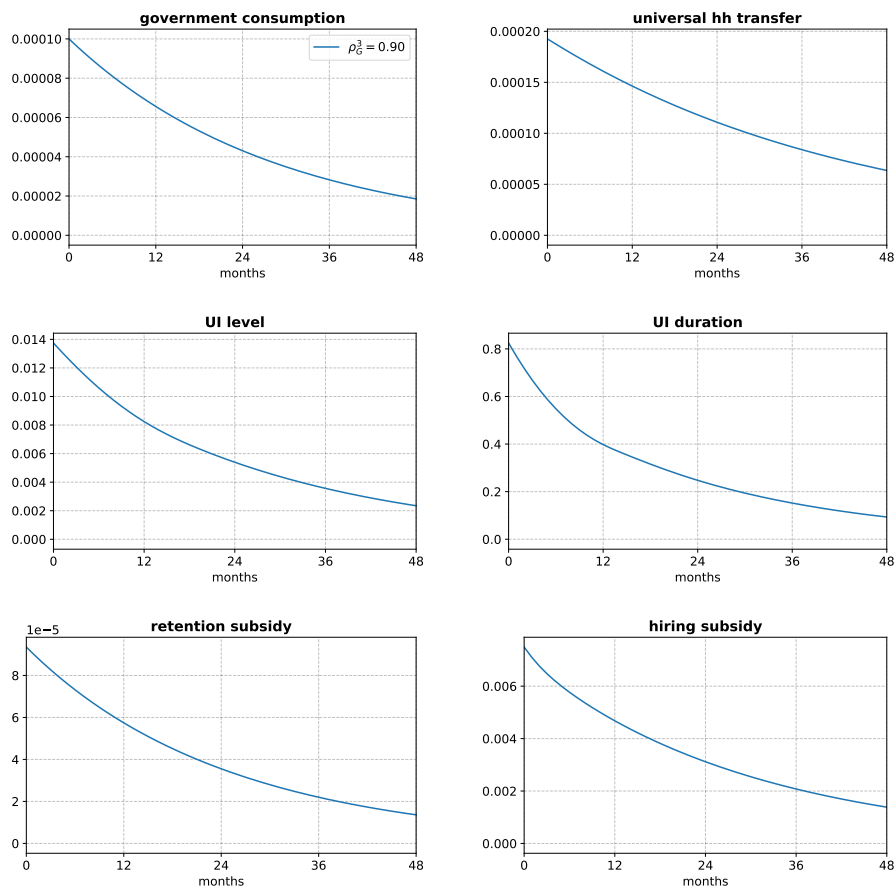 government consumption
0.00010
0.00008
0.00006
0.00004
0.00002
0.00000
ρ_G^3 = 0.90
0 12 24 36 48
months
universal hh transfer
0.00020
0.00015
0.00010
0.00005
0.00000
0 12 24 36 48
months
UI level
0.014
0.012
0.010
0.008
0.006
0.004
0.002
0.000
0 12 24 36 48
months
UI duration
0.8
0.6
0.4
0.2
0.0
0 12 24 36 48
months
retention subsidy
1e−5
8
6
4
2
0
0 12 24 36 48
months
hiring subsidy
0.006
0.004
0.002
0.000
0 12 24 36 48
months